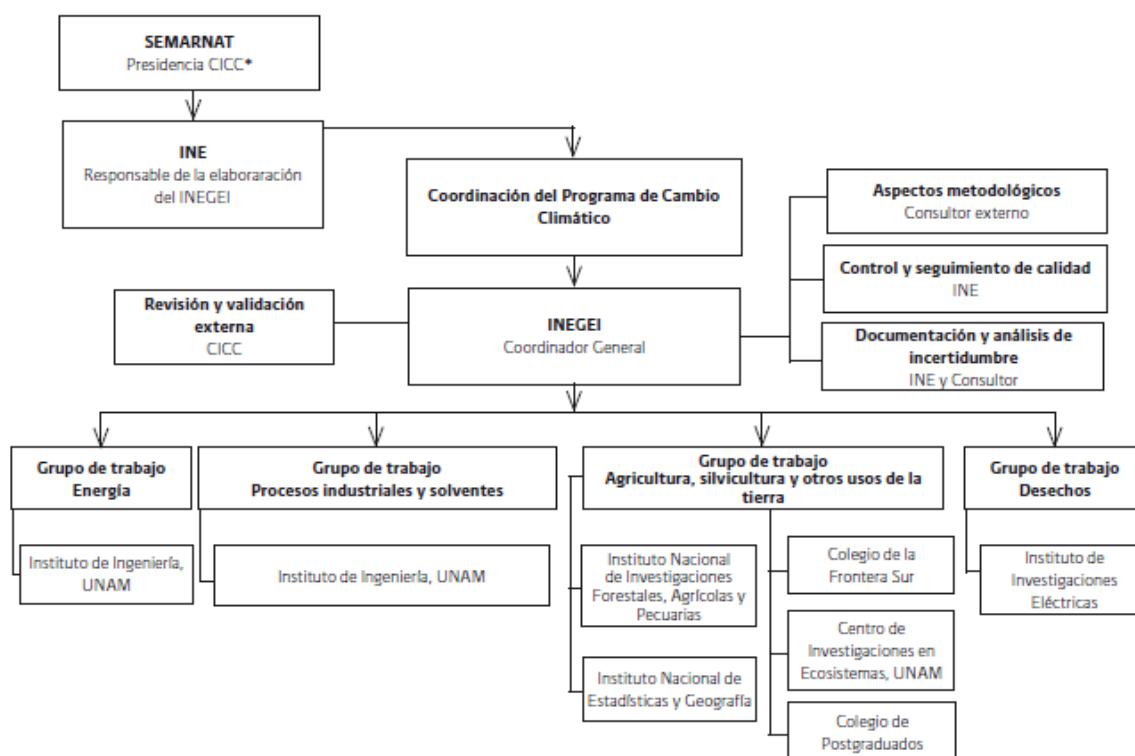 SEMARNAT
Presidencia CICC*
INE
Responsable de la elaboraración
del INEGEI
Coordinación del Programa de Cambio
Climático
Aspectos metodológicos
Consultor externo
Control y seguimiento de calidad
INE
Documentación y análisis de
incertidumbre
INE y Consultor
Revisión y validación
externa
CICC
INEGEI
Coordinador General
Grupo de trabajo
Energía
Grupo de trabajo
Procesos industriales y solventes
Grupo de trabajo
Agricultura, silvicultura y otros usos de la
tierra
Grupo de trabajo
Desechos
Instituto de Ingeniería,
UNAM
Instituto de Ingeniería, UNAM
Instituto Nacional
de Investigaciones
Forestales, Agrícolas y
Pecuarias
Instituto Nacional de
Estadísticas y Geografía
Colegio de la
Frontera Sur
Centro de
Investigaciones en
Ecosistemas, UNAM
Colegio de
Postgraduados
Instituto de
Investigaciones
Eléctricas